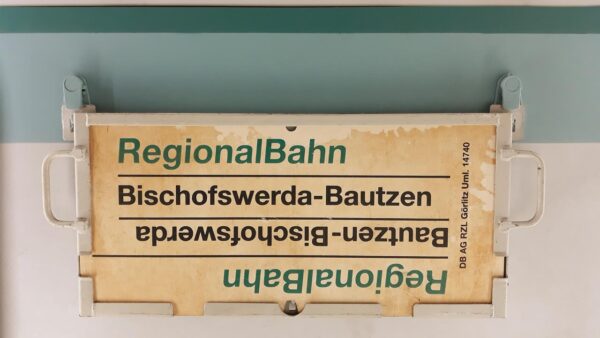 RegionalBahn
Bischofswerda-Bautzen
Bautzen-Bischofswerda
RegionalBahn
DB AG RZL Görlitz Uml. 14740